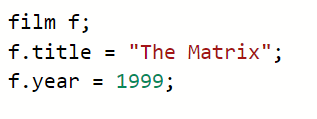 film f;
f.title = "The Matrix";
f.year = 1999;